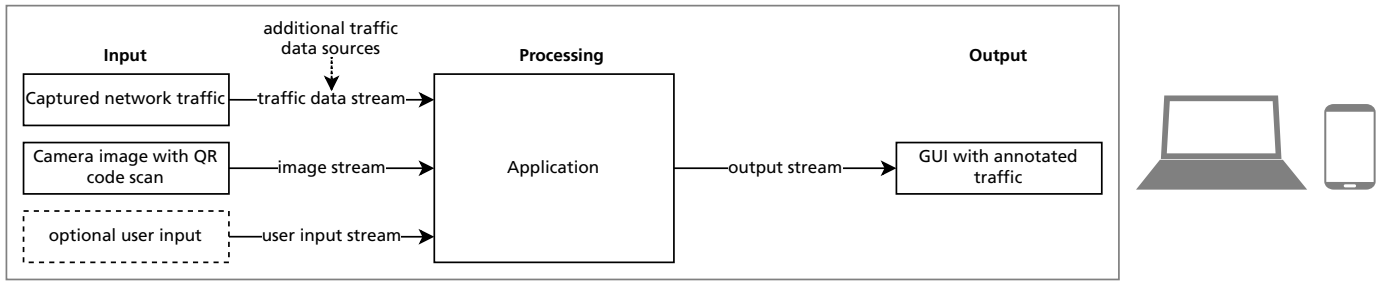 additional traffic
data sources
Input
Processing
Output
Captured network traffic
traffic data stream
Camera image with QR
code scan
image stream
Application
output stream
GUI with annotated
traffic
optional user input
user input stream